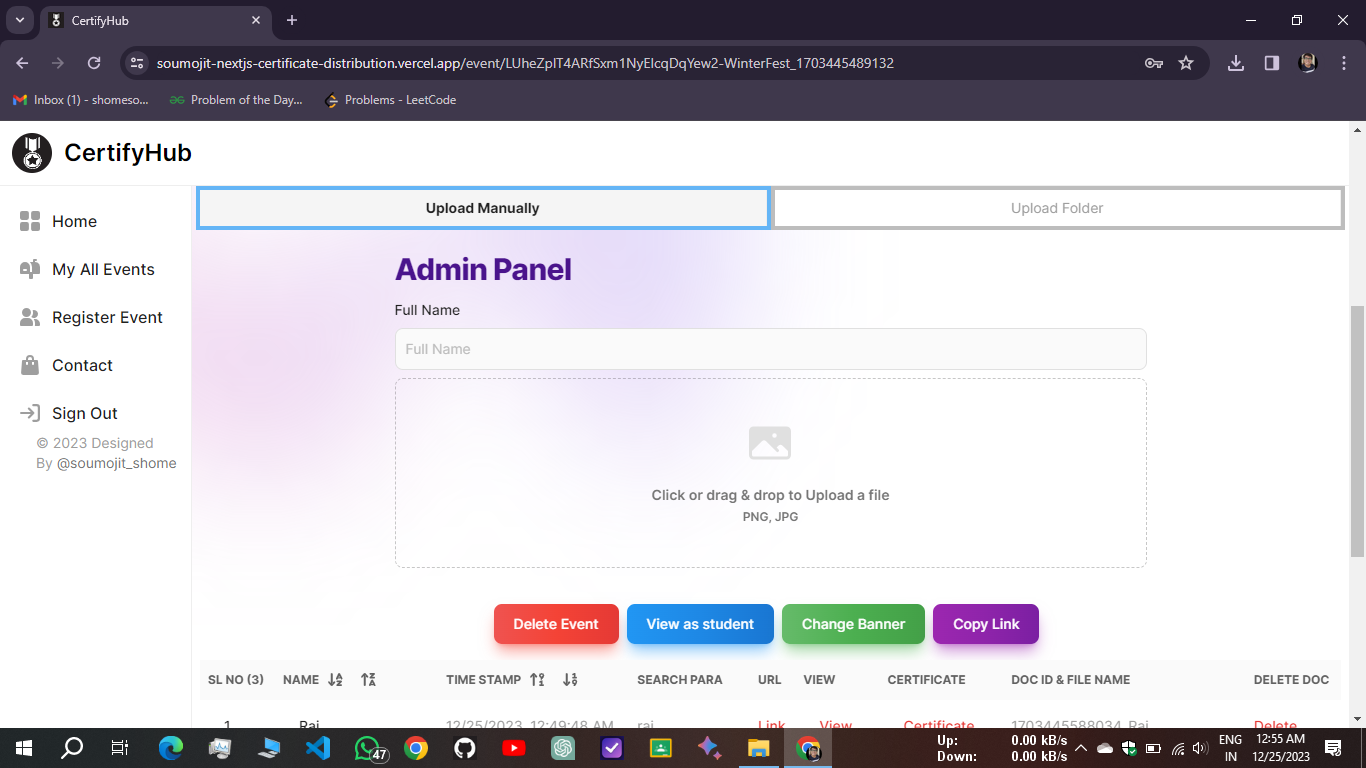 CertifyHub
soumojit-nextjs-certificate-distribution.vercel.app/event/LUheZplT4ARfSxm1NyElcqDqYew2-WinterFest_1703445489132
Inbox (1) - shomeso...
Problem of the Day...
Problems - LeetCode
CertifyHub
Home
My All Events
Register Event
Contact
Sign Out
© 2023 Designed
By @soumojit_shome
Upload Manually
Upload Folder
Admin Panel
Full Name
Full Name
Click or drag & drop to Upload a file
PNG, JPG
Delete Event
View as student
Change Banner
Copy Link
SL NO (3) NAME TIME STAMP SEARCH PARA URL VIEW CERTIFICATE DOC ID & FILE NAME DELETE DOC
1 Raj 12/25/2023, 12:49:48 AM raj Link View Certificate 1703445588034_Raj Delete
47
Up: 0.00 kB/s
Down: 0.00 kB/s
ENG
IN
12:55 AM
12/25/2023